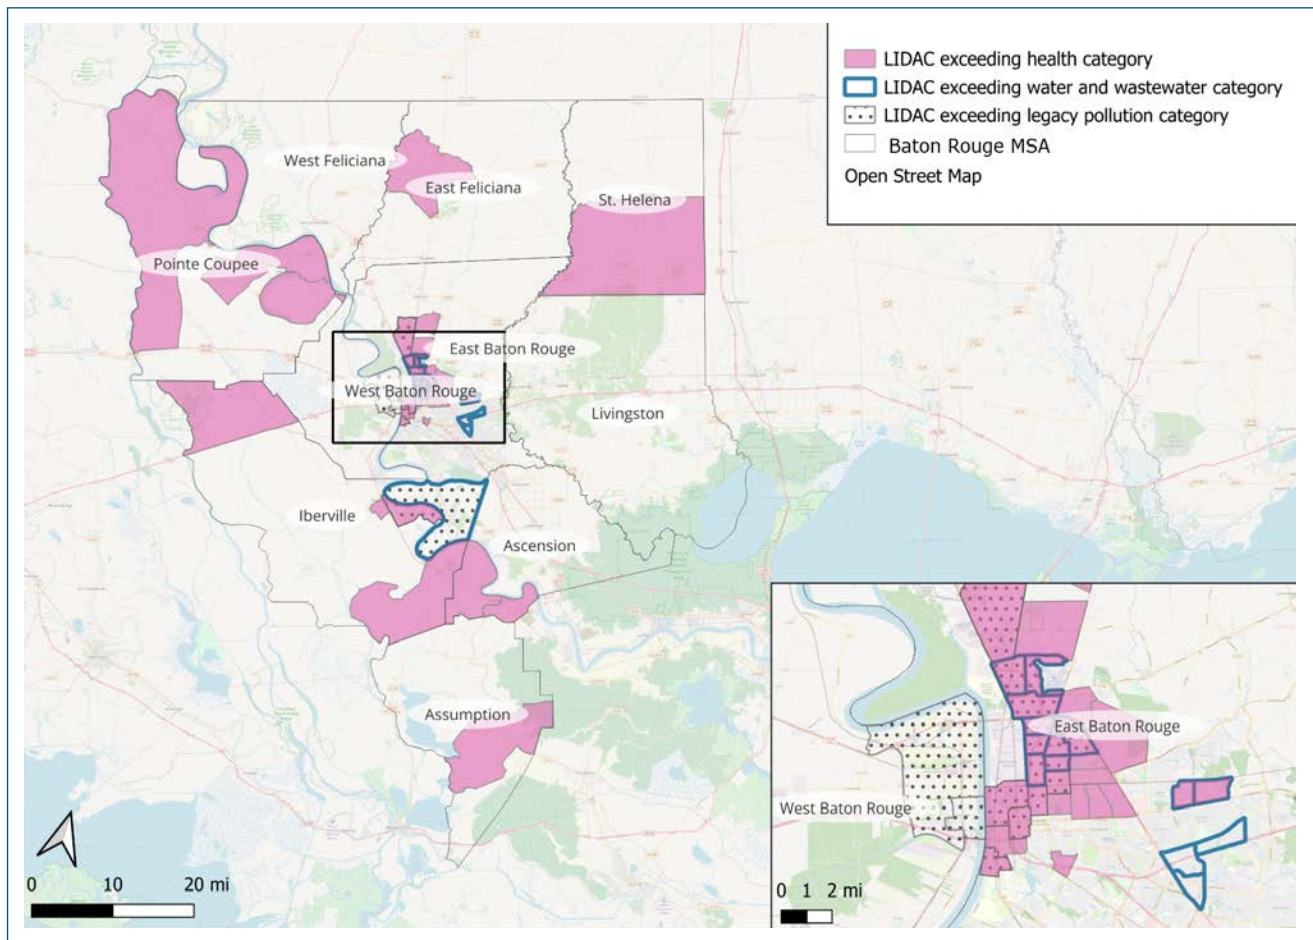 LIDAC exceeding health category
LIDAC exceeding water and wastewater category
LIDAC exceeding legacy pollution category
Baton Rouge MSA
Open Street Map
West Feliciana
East Feliciana
St. Helena
Pointe Coupee
East Baton Rouge
West Baton Rouge
Livingston
Iberville
Ascension
Assumption
0 10 20 mi
East Baton Rouge
West Baton Rouge
0 1 2 mi